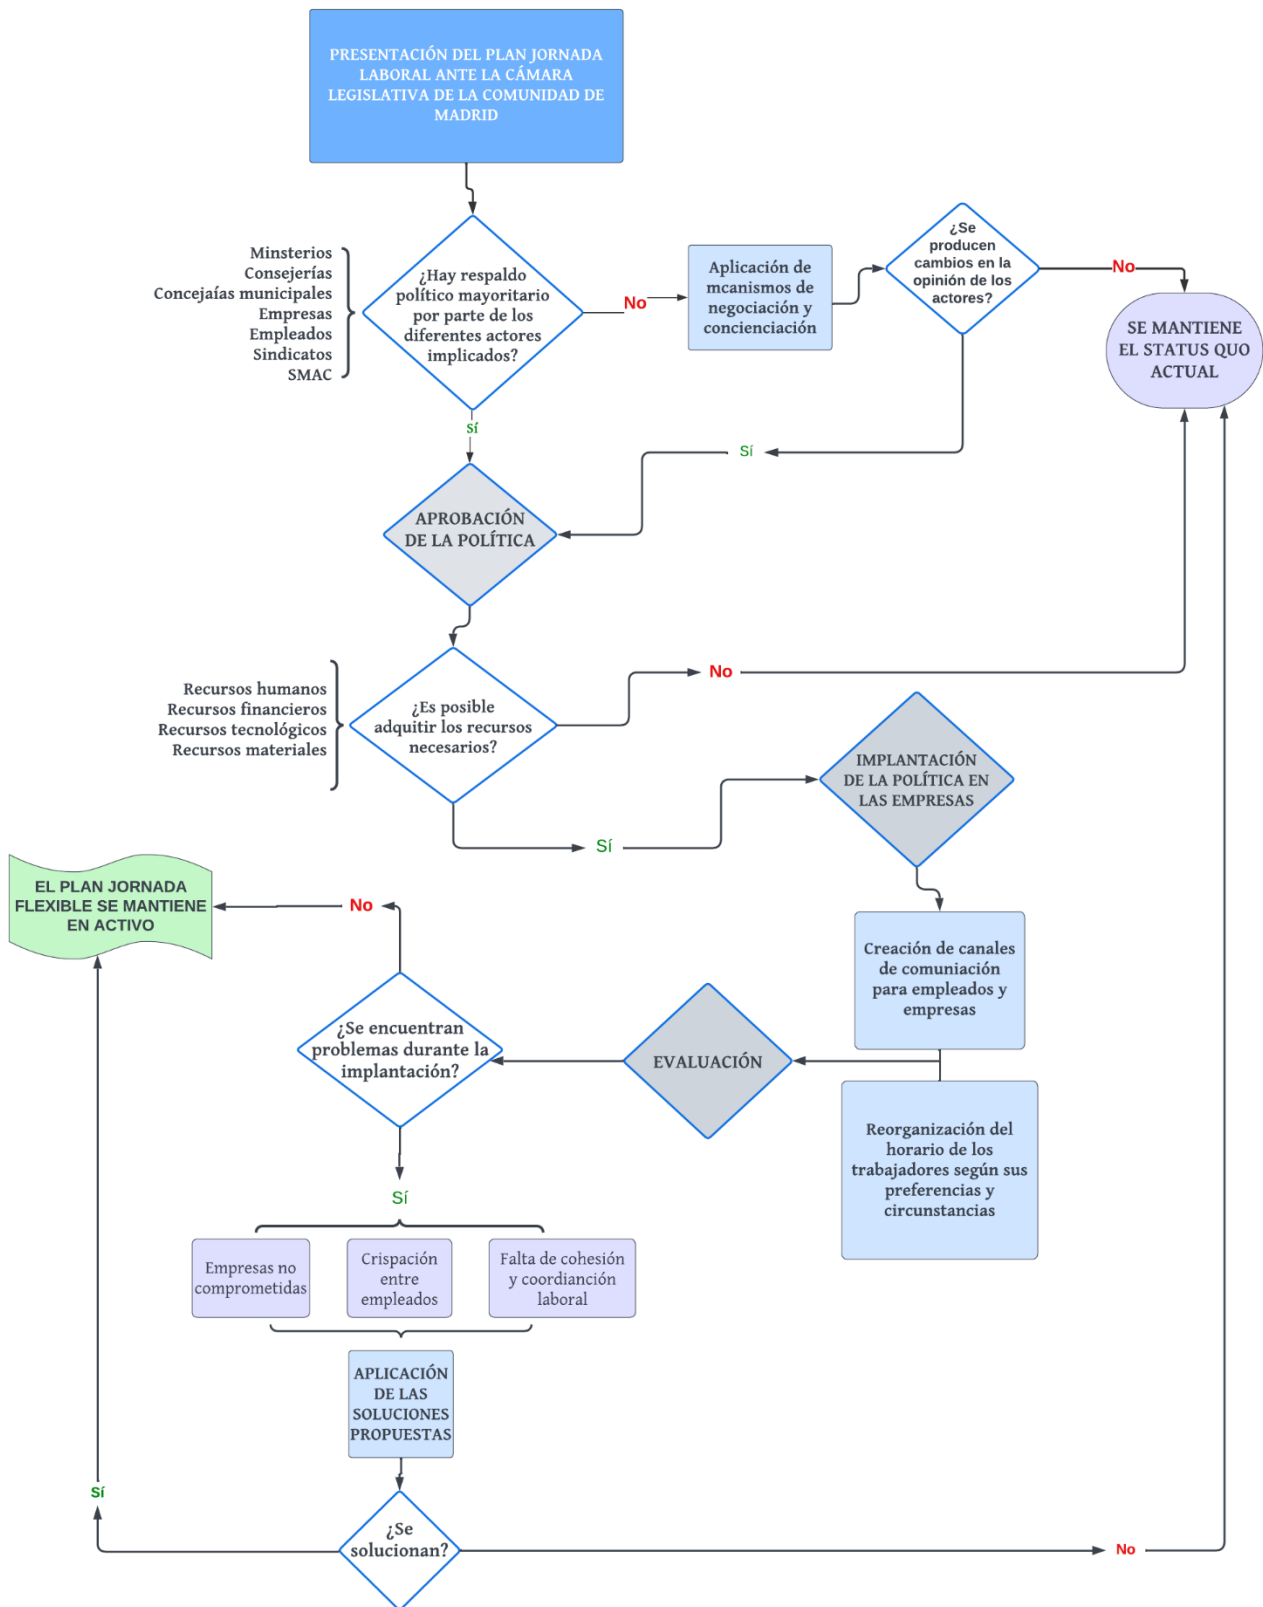 PRESENTACIÓN DEL PLAN JORNADA
LABORAL ANTE LA CÁMARA
LEGISLATIVA DE LA COMUNIDAD DE
MADRID
Minsterios
Consejerías
Concejaías municipales
Empresas
Empleados
Sindicatos
SMAC
¿Hay respaldo
político mayoritario
por parte de los
diferentes actores
implicados?
No
Aplicación de
mcanismos de
negociación y
concienciación
¿Se
producen
cambios en la
opinión de los
actores?
No
SE MANTIENE
EL STATUS QUO
ACTUAL
Sí
Sí
APROBACIÓN
DE LA POLÍTICA
Recursos humanos
Recursos financieros
Recursos tecnológicos
Recursos materiales
¿Es posible
adquitir los recursos
necesarios?
No
Sí
IMPLANTACIÓN
DE LA POLÍTICA EN
LAS EMPRESAS
EL PLAN JORNADA
FLEXIBLE SE MANTIENE
EN ACTIVO
No
Creación de canales
de comuniación
para empleados y
empresas
¿Se encuentran
problemas durante la
implantación?
EVALUACIÓN
Reorganización del
horario de los
trabajadores según sus
preferencias y
circunstancias
Sí
Empresas no
comprometidas
Crispación
entre
empleados
Falta de cohesión
y coordianción
laboral
APLICACIÓN
DE LAS
SOLUCIONES
PROPUESTAS
Sí
¿Se
solucionan?
No